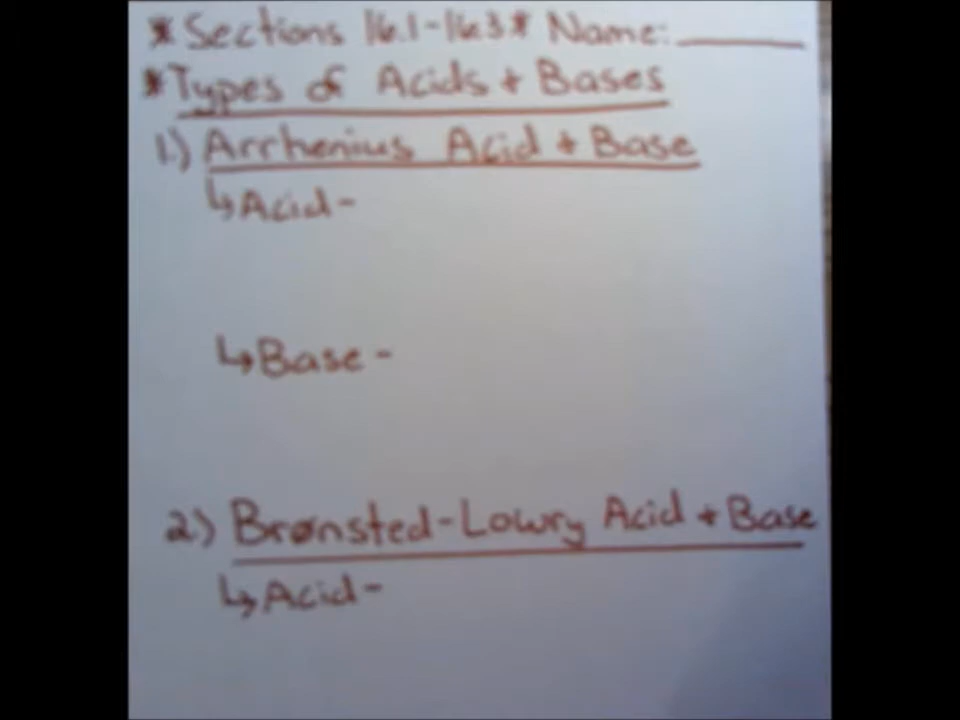 *Sections 16.1-16.3* Name:________
*Types of Acids + Bases
1.) Arrhenius Acid + Base
↳Acid-
↳Base-
2.) Brønsted-Lowry Acid + Base
↳Acid-